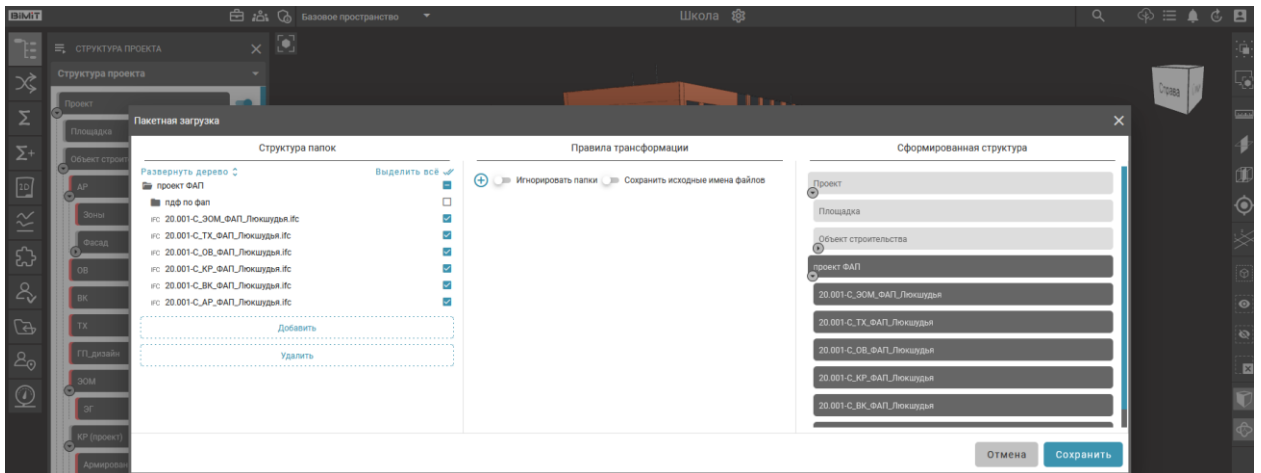 BIMIT
Базовое пространство
Школа
СТРУКТУРА ПРОЕКТА
Структура проекта
Проект
Площадка
Объект строит
АР
Зоны
Фасад
ОВ
ВК
ТХ
ГП_дизайн
ЭОМ
ЭГ
КР (проект)
Армирован
Справа
1D
Пакетная загрузка
Структура папок
Развернуть дерево
Выделить всё
проект ФАП
пдф по фап
IFC 20.001-С_ЭОМ_ФАП_Люкшудья.ifc
IFC 20.001-С_ТХ_ФАП_Люкшудья.ifc
IFC 20.001-С_ОВ_ФАП_Люкшудья.ifc
IFC 20.001-С_КР_ФАП_Люкшудья.ifc
IFC 20.001-С_ВК_ФАП_Люкшудья.ifc
IFC 20.001-С_АР_ФАП_Люкшудья.ifc
Добавить
Удалить
Правила трансформации
Игнорировать папки
Сохранить исходные имена файлов
Сформированная структура
Проект
Площадка
Объект строительства
проект ФАП
20.001-С_ЭОМ_ФАП_Люкшудья
20.001-С_ТХ_ФАП_Люкшудья
20.001-С_ОВ_ФАП_Люкшудья
20.001-С_КР_ФАП_Люкшудья
20.001-С_ВК_ФАП_Люкшудья
Отмена
Сохранить